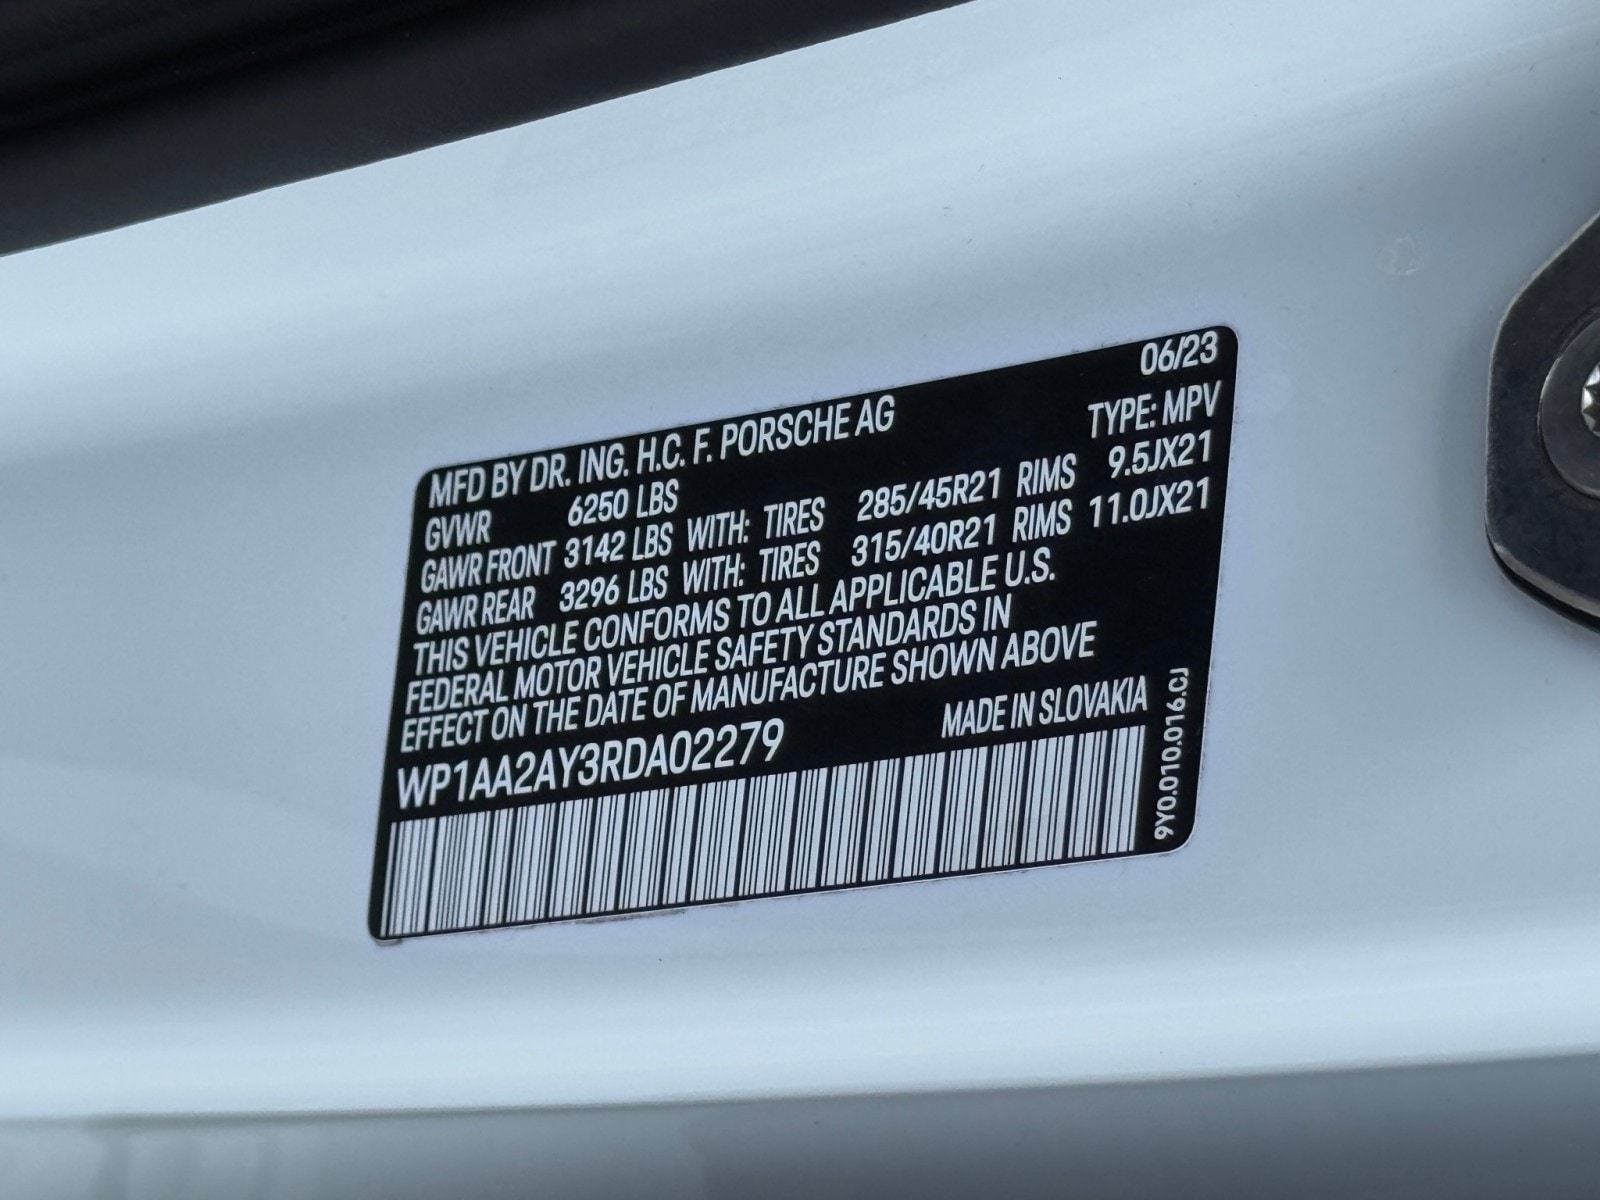 06/23
MFD BY DR. ING. H.C. F. PORSCHE AG TYPE: MPV
GVWR 6250 LBS
GAWR FRONT 3142 LBS WITH: TIRES 285/45R21 RIMS 9.5JX21
GAWR REAR 3296 LBS WITH: TIRES 315/40R21 RIMS 11.0JX21
THIS VEHICLE CONFORMS TO ALL APPLICABLE U.S.
FEDERAL MOTOR VEHICLE SAFETY STANDARDS IN
EFFECT ON THE DATE OF MANUFACTURE SHOWN ABOVE
WP1AA2AY3RDA02279 MADE IN SLOVAKIA
9Y0.010.016.CJ